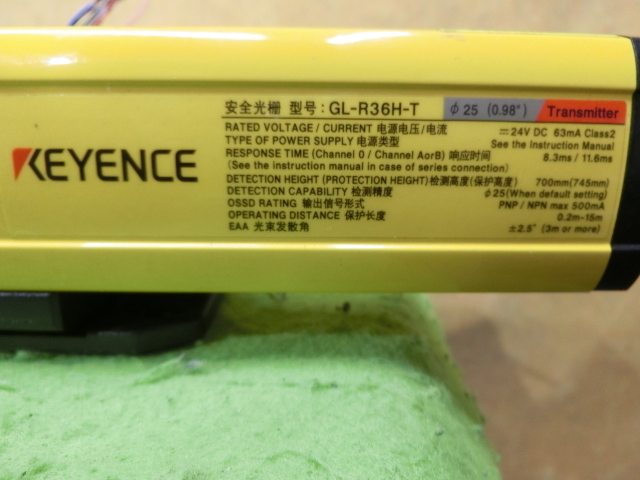 安全光栅 型号: GL-R36H-T ϕ25 (0.98") Transmitter
KEYENCE
RATED VOLTAGE / CURRENT 电源电压/电流 ⎓24V DC 63mA Class2
TYPE OF POWER SUPPLY 电源类型 See the Instruction Manual
RESPONSE TIME (Channel 0 / Channel AorB) 响应时间 8.3ms / 11.6ms
(See the instruction manual in case of series connection)
DETECTION HEIGHT (PROTECTION HEIGHT)检测高度(保护高度) 700mm(745mm)
DETECTION CAPABILITY 检测精度 ϕ25(When default setting)
OSSD RATING 输出信号形式 PNP / NPN max 500mA
OPERATING DISTANCE 保护长度 0.2m-15m
EAA 光束发散角 ±2.5° (3m or more)